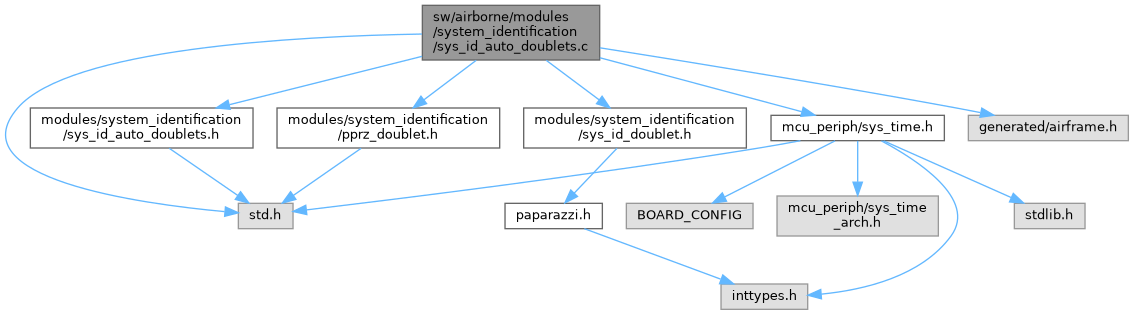 sw/airborne/modules
/system_identification
/sys_id_auto_doublets.c
modules/system_identification
/sys_id_auto_doublets.h
modules/system_identification
/pprz_doublet.h
modules/system_identification
/sys_id_doublet.h
mcu_periph/sys_time.h
generated/airframe.h
std.h
paparazzi.h
BOARD_CONFIG
mcu_periph/sys_time
_arch.h
stdlib.h
inttypes.h